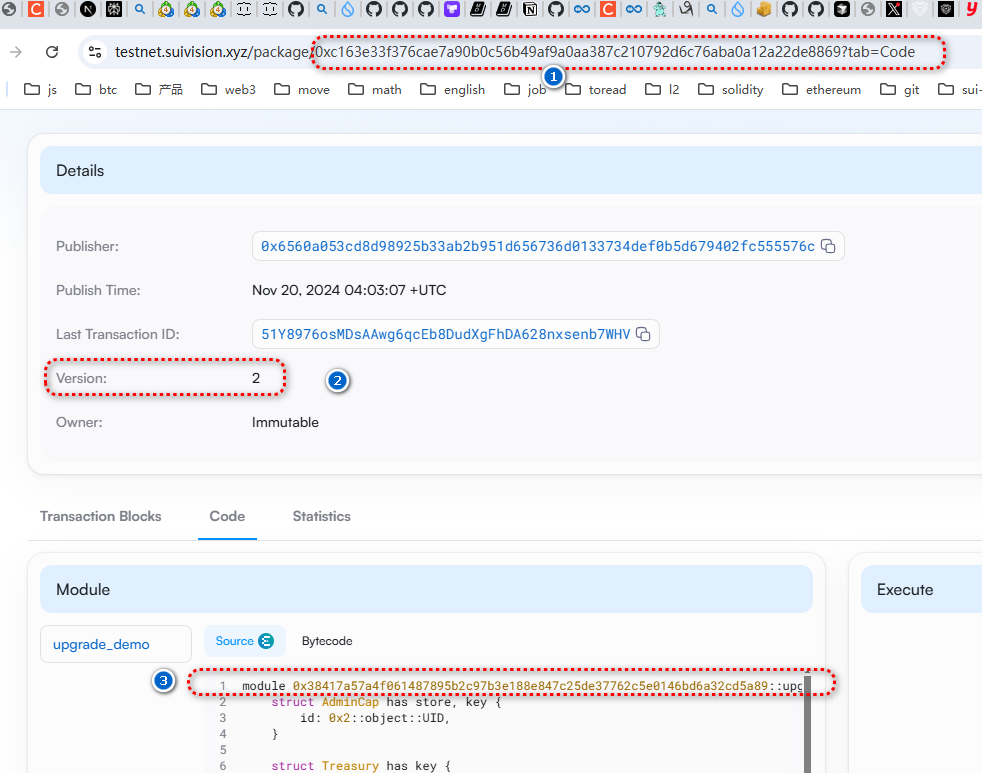 testnet.suivision.xyz/package/0xc163e33f376cae7a90b0c56b49af9a0aa387c210792d6c76aba0a12a22de8869?tab=Code
1
js btc 产品 web3 move math english job toread l2 solidity ethereum git sui-
Details
Publisher: 0x6560a053cd8d98925b33ab2b951d656736d0133734def0b5d679402fc555576c
Publish Time: Nov 20, 2024 04:03:07 +UTC
Last Transaction ID: 51Y8976osMDsAAwg6qcEb8DudXgFhDA628nxsenb7WHV
Version: 2
2
Owner: Immutable
Transaction Blocks Code Statistics
Module Execute
upgrade_demo Source Bytecode
3
1 module 0x38417a57a4f061487895b2c97b3e188e847c25de37762c5e0146bd6a32cd5a89::upg
2 struct AdminCap has store, key {
3 id: 0x2::object::UID,
4 }
5
6 struct Treasury has key {